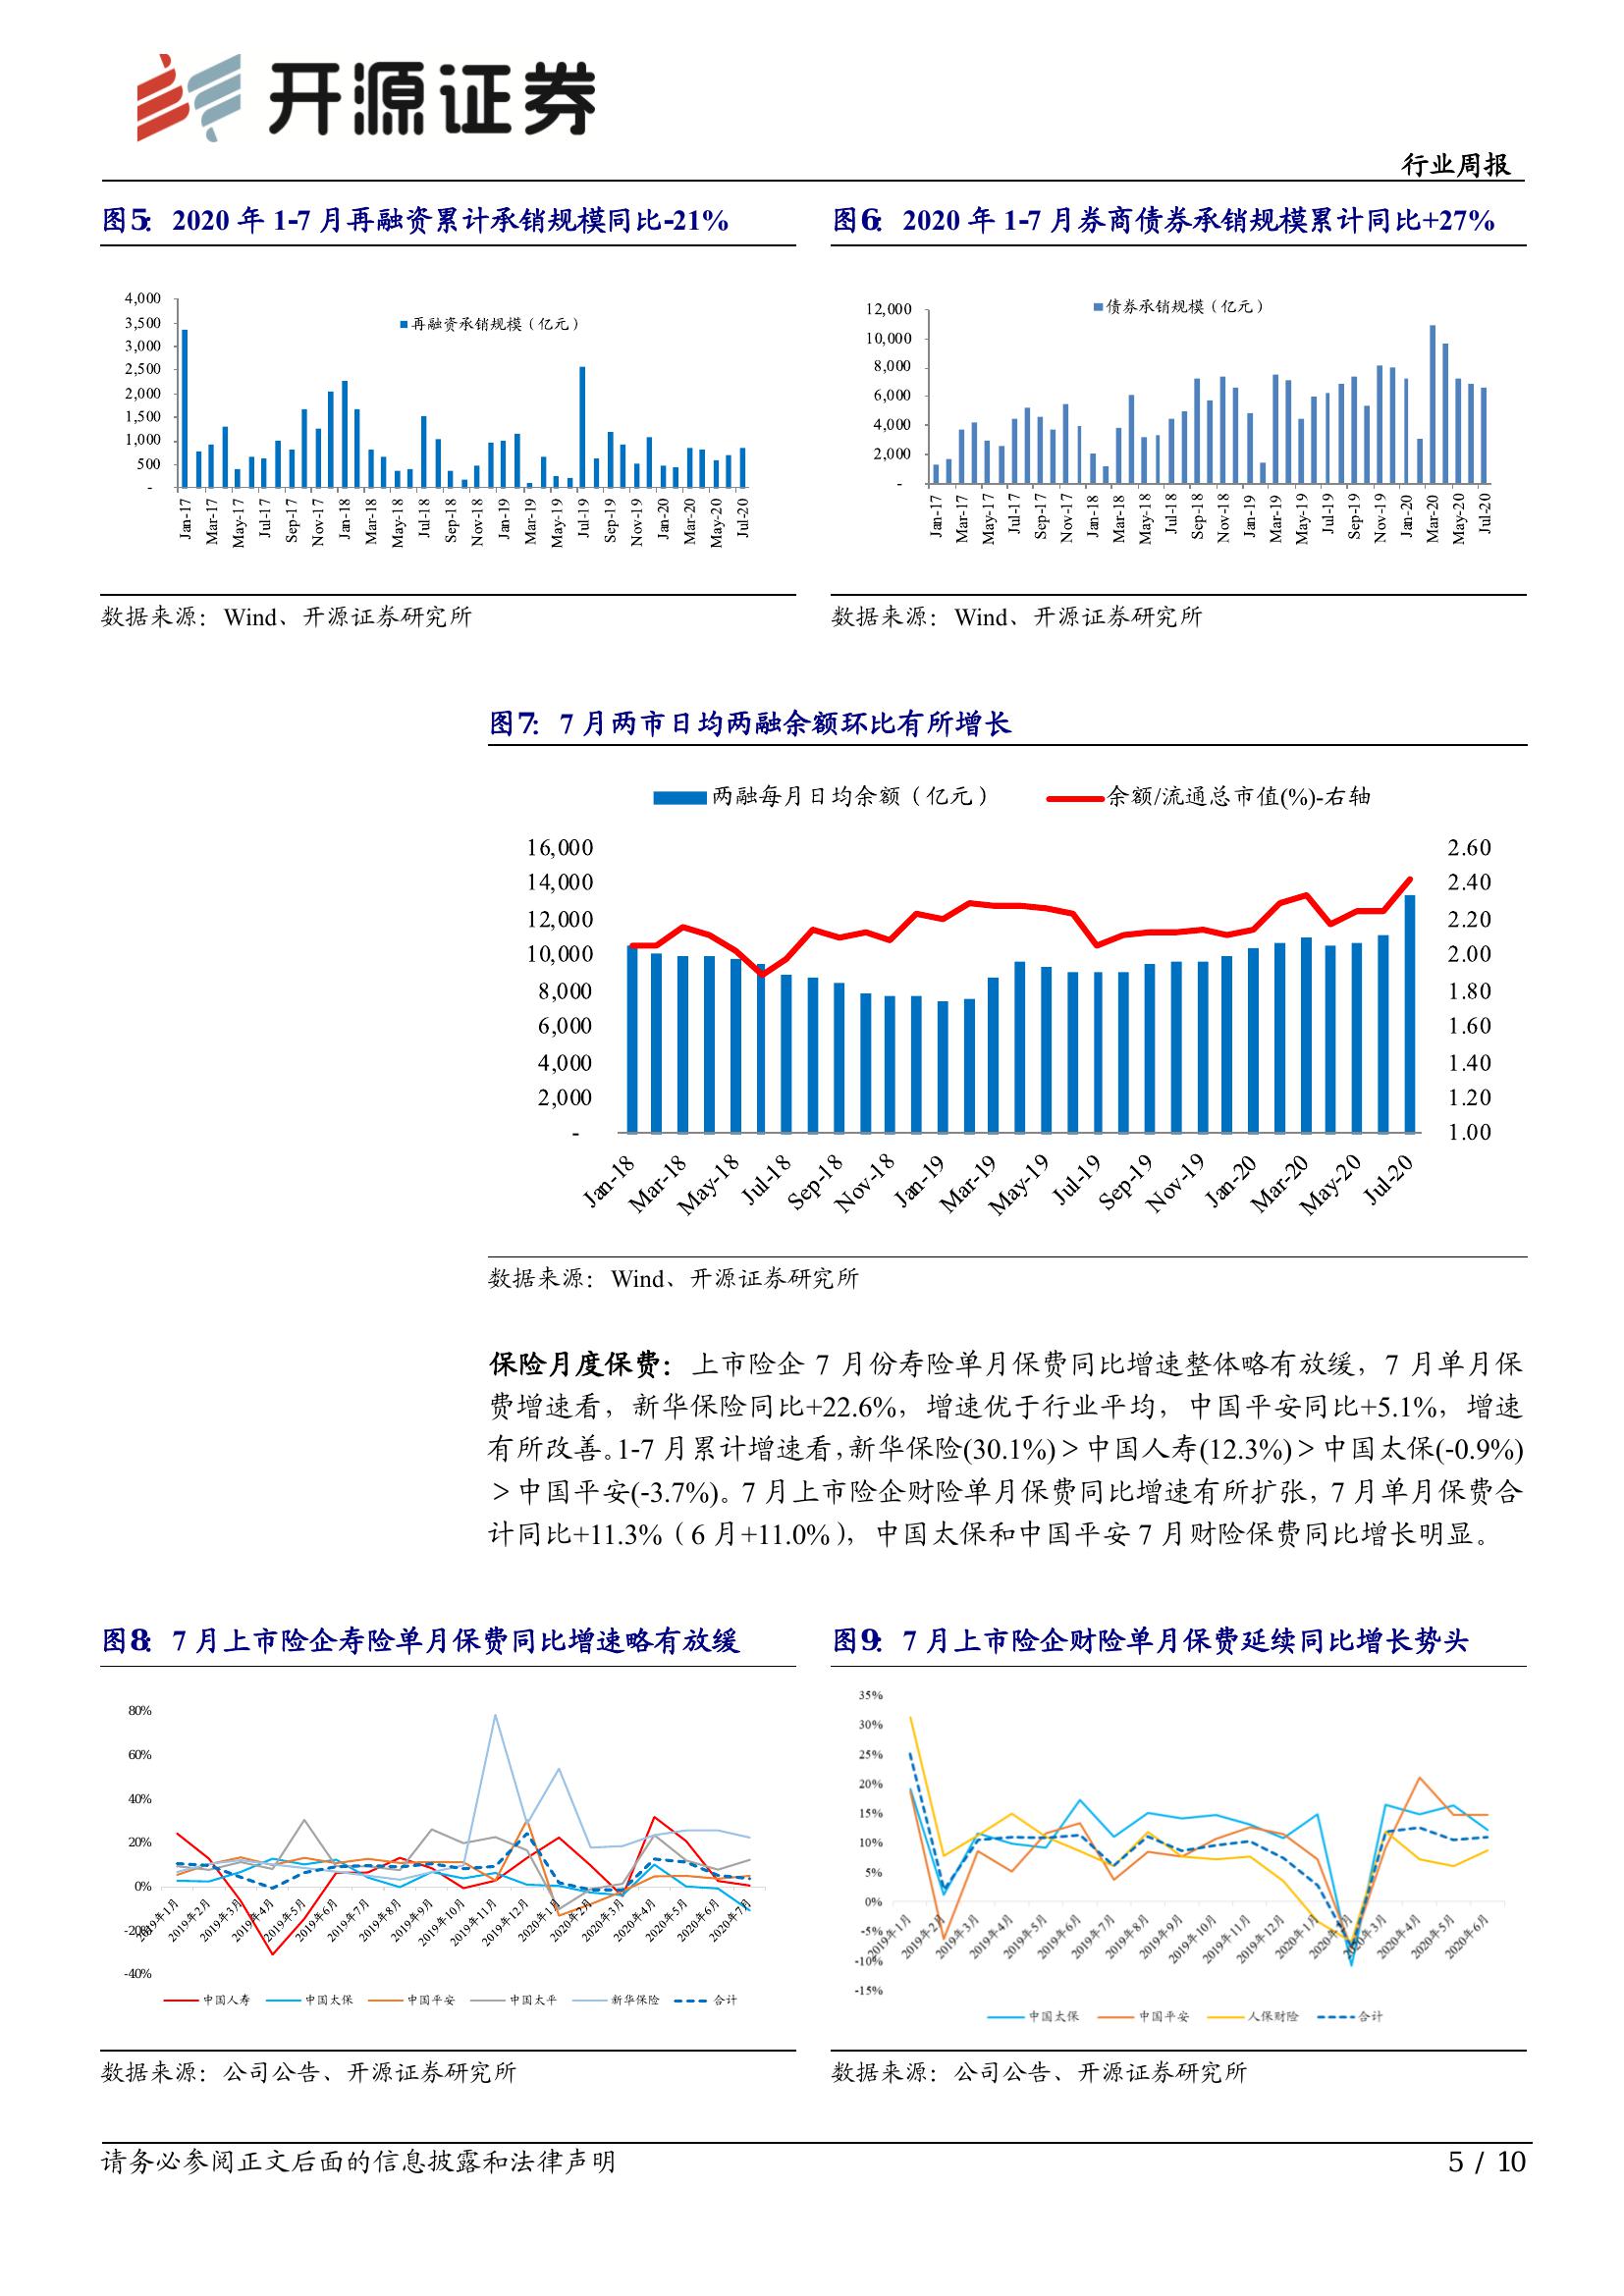 开源证券
行业周报
图5： 2020 年 1-7 月再融资累计承销规模同比-21%
图6： 2020 年 1-7 月券商债券承销规模累计同比+27%
再融资承销规模（亿元）
4,000
3,500
3,000
2,500
2,000
1,500
1,000
500
-
Jan-17 Mar-17 May-17 Jul-17 Sep-17 Nov-17 Jan-18 Mar-18 May-18 Jul-18 Sep-18 Nov-18 Jan-19 Mar-19 May-19 Jul-19 Sep-19 Nov-19 Jan-20 Mar-20 May-20 Jul-20
债券承销规模（亿元）
12,000
10,000
8,000
6,000
4,000
2,000
-
Jan-17 Mar-17 May-17 Jul-17 Sep-17 Nov-17 Jan-18 Mar-18 May-18 Jul-18 Sep-18 Nov-18 Jan-19 Mar-19 May-19 Jul-19 Sep-19 Nov-19 Jan-20 Mar-20 May-20 Jul-20
数据来源：Wind、开源证券研究所
数据来源：Wind、开源证券研究所
图7： 7 月两市日均两融余额环比有所增长
两融每月日均余额（亿元） 余额/流通总市值(%)-右轴
16,000
14,000
12,000
10,000
8,000
6,000
4,000
2,000
-
2.60
2.40
2.20
2.00
1.80
1.60
1.40
1.20
1.00
Jan-18 Mar-18 May-18 Jul-18 Sep-18 Nov-18 Jan-19 Mar-19 May-19 Jul-19 Sep-19 Nov-19 Jan-20 Mar-20 May-20 Jul-20
数据来源：Wind、开源证券研究所
保险月度保费：上市险企 7 月份寿险单月保费同比增速整体略有放缓，7 月单月保
费增速看，新华保险同比+22.6%，增速优于行业平均，中国平安同比+5.1%，增速
有所改善。1-7 月累计增速看，新华保险(30.1%)＞中国人寿(12.3%)＞中国太保(-0.9%)
＞中国平安(-3.7%)。7 月上市险企财险单月保费同比增速有所扩张，7 月单月保费合
计同比+11.3%（6 月+11.0%），中国太保和中国平安 7 月财险保费同比增长明显。
图8： 7 月上市险企寿险单月保费同比增速略有放缓
图9： 7 月上市险企财险单月保费延续同比增长势头
80%
60%
40%
20%
0%
-20%
-40%
2019年1月 2019年2月 2019年3月 2019年4月 2019年5月 2019年6月 2019年7月 2019年8月 2019年9月 2019年10月 2019年11月 2019年12月 2020年1月 2020年2月 2020年3月 2020年4月 2020年5月 2020年6月 2020年7月
中国人寿 中国太保 中国平安 中国太平 新华保险 合计
35%
30%
25%
20%
15%
10%
5%
0%
-5%
-10%
-15%
2019年1月 2019年2月 2019年3月 2019年4月 2019年5月 2019年6月 2019年7月 2019年8月 2019年9月 2019年10月 2019年11月 2019年12月 2020年1月 2020年2月 2020年3月 2020年4月 2020年5月 2020年6月
中国太保 中国平安 人保财险 合计
数据来源：公司公告、开源证券研究所
数据来源：公司公告、开源证券研究所
请务必参阅正文后面的信息披露和法律声明
5 / 10